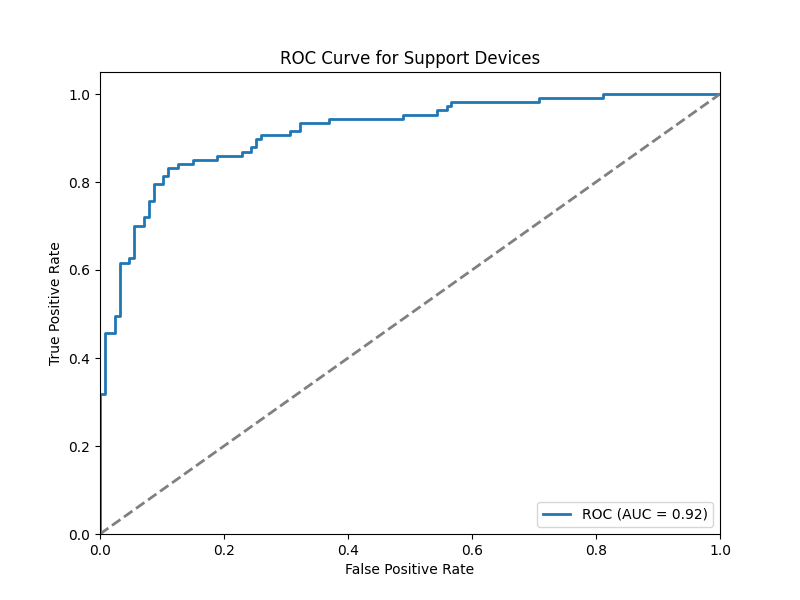 ROC Curve for Support Devices
1.0
0.8
0.6
0.4
0.2
0.0
True Positive Rate
ROC (AUC = 0.92)
0.0 0.2 0.4 0.6 0.8 1.0
False Positive Rate